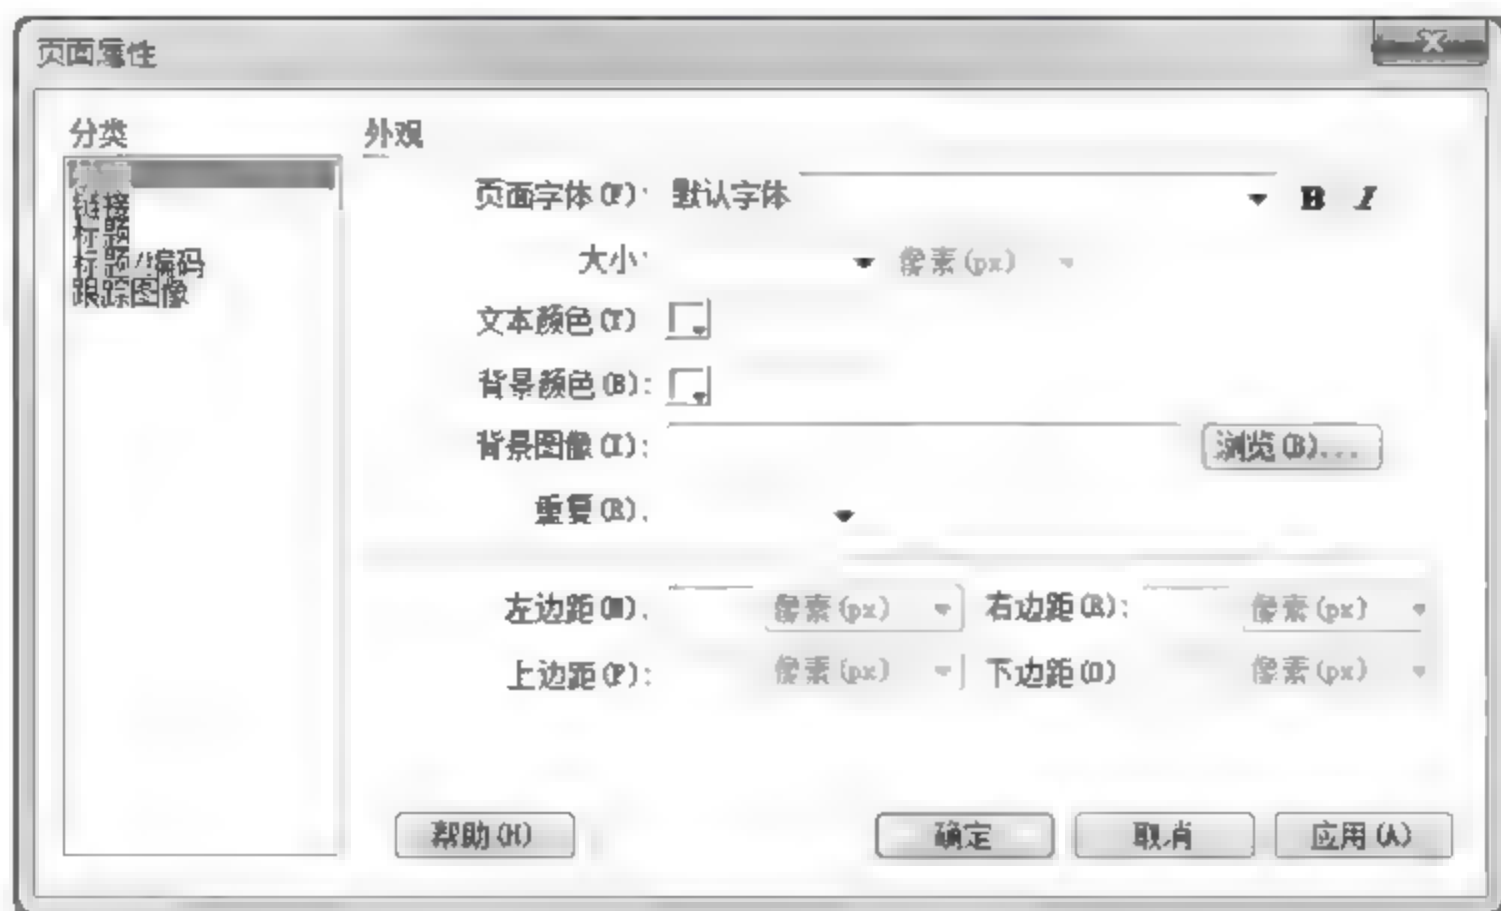 页面属性
分类
外观
链接
标题
标题/编码
跟踪图像
页面字体(F): 默认字体 B I
大小: 像素(px)
文本颜色(T)
背景颜色(B):
背景图像(I): 浏览(B)...
重复(R).
左边距(M). 像素(px) 右边距(R): 像素(px)
上边距(P): 像素(px) 下边距(O) 像素(px)
帮助(H) 确定 取消 应用(A)